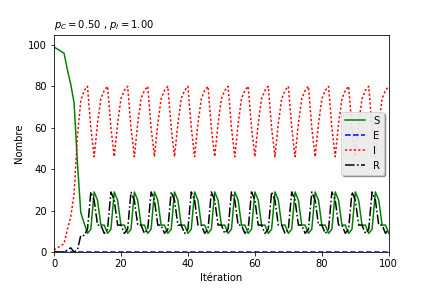 p_C = 0.50 , p_I = 1.00
100
80
60
40
20
0
Nombre
S
E
I
R
0 20 40 60 80 100
Itération